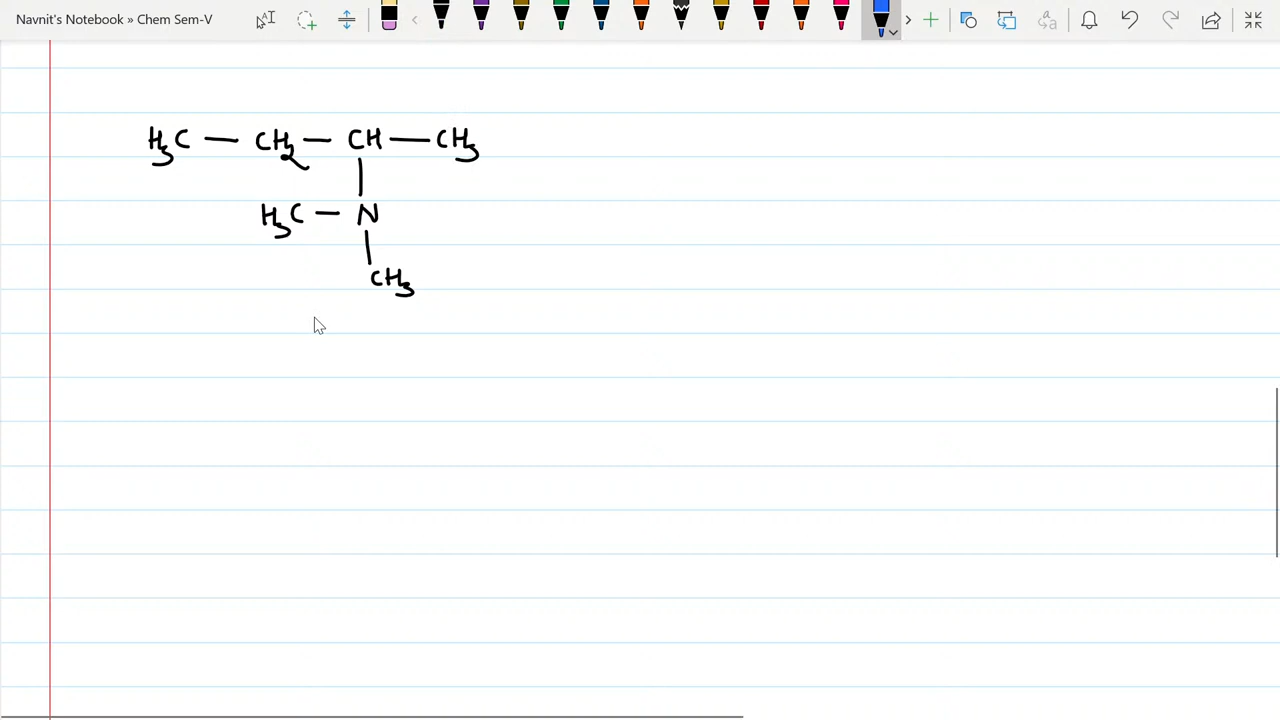 Navnit's Notebook » Chem Sem-V
H₃C — CH₂ — CH — CH₃
H₃C — N
CH₃